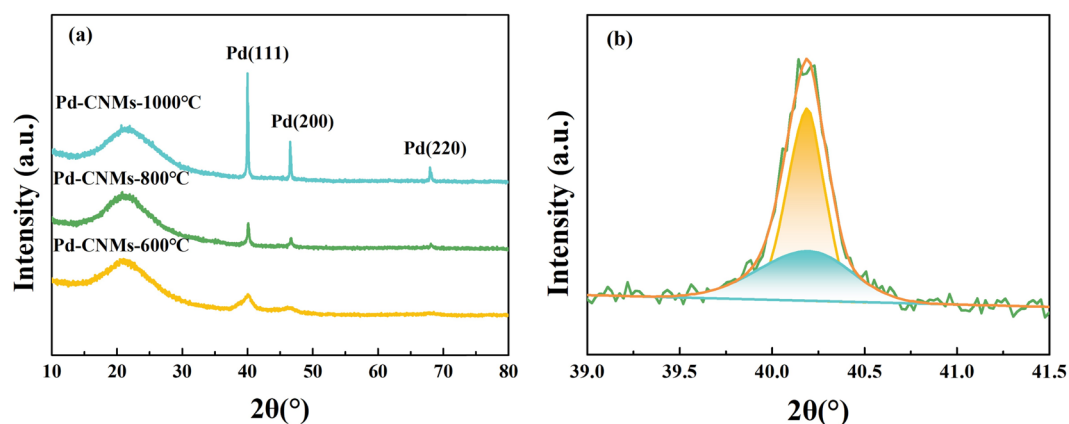 (a)
Pd(111)
Pd-CNMs-1000℃
Pd(200)
Pd(220)
Pd-CNMs-800℃
Pd-CNMs-600℃
Intensity (a.u.)
10 20 30 40 50 60 70 80
2θ(°)
(b)
Intensity (a.u.)
39.0 39.5 40.0 40.5 41.0 41.5
2θ(°)